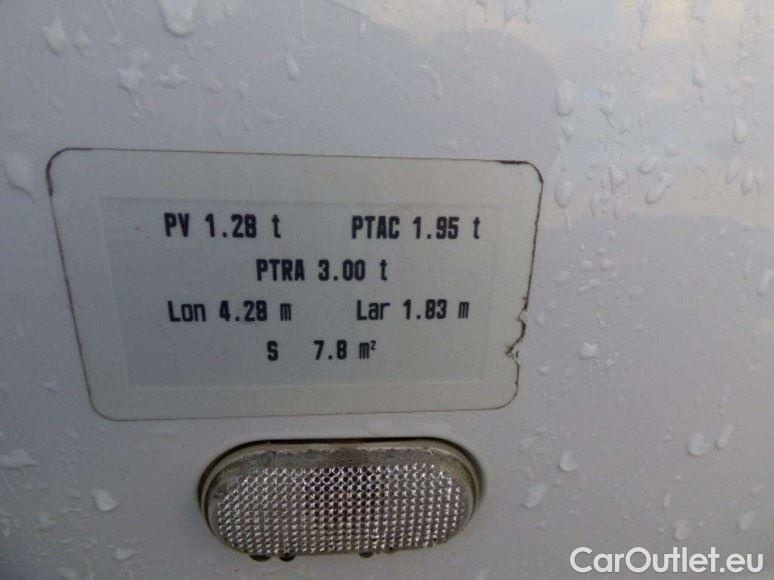 PV 1.28 t PTAC 1.95 t
PTRA 3.00 t
Lon 4.28 m Lar 1.83 m
S 7.8 m²
CarOutlet.eu